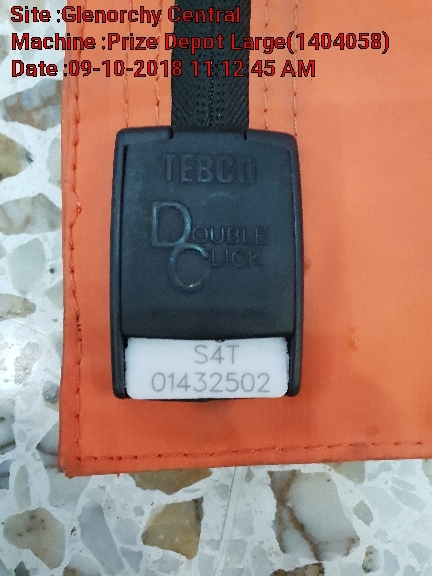 Site :Glenorchy Central
Machine :Prize Depot Large(1404058)
Date :09-10-2018 11:12:45 AM
TEBCO
DOUBLE
CLICK
S4T
01432502